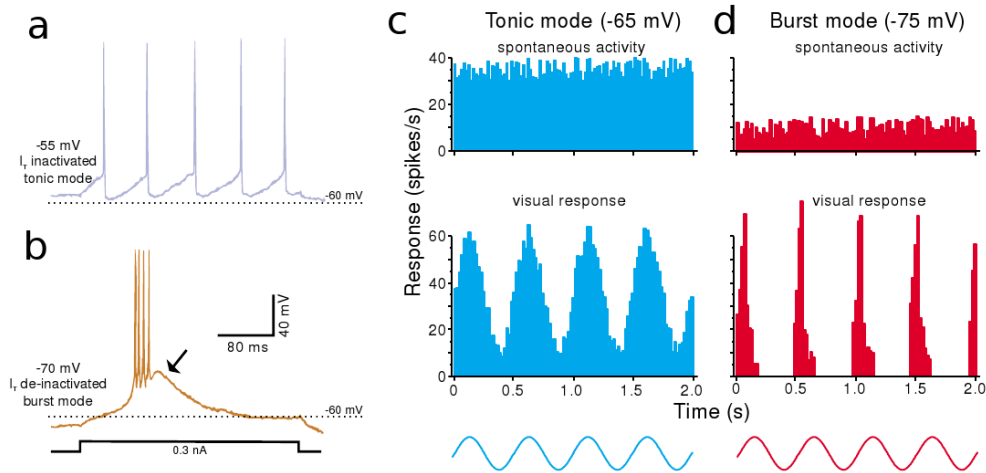 a
-55 mV
IT inactivated
tonic mode
-60 mV
b
40 mV
80 ms
-70 mV
IT de-inactivated
burst mode
-60 mV
0.3 nA
c
Tonic mode (-65 mV)
spontaneous activity
40
20
0
visual response
60
40
20
0
0
0.5
1.0
1.5
2.0
Response (spikes/s)
d
Burst mode (-75 mV)
spontaneous activity
visual response
0
0.5
1.0
1.5
2.0
Time (s)